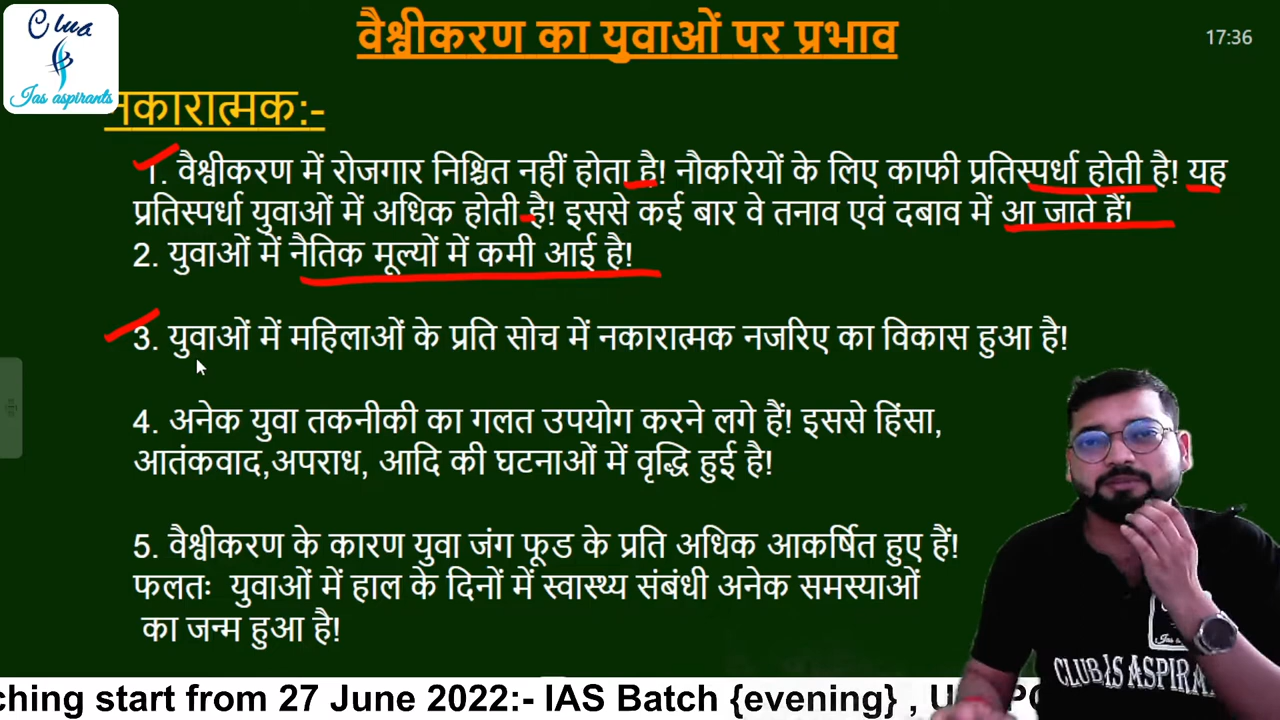 Clua
Ias aspirants
वैश्वीकरण का युवाओं पर प्रभाव
17:36
नकारात्मक:-
1. वैश्वीकरण में रोजगार निश्चित नहीं होता है! नौकरियों के लिए काफी प्रतिस्पर्धा होती है! यह
प्रतिस्पर्धा युवाओं में अधिक होती है! इससे कई बार वे तनाव एवं दबाव में आ जाते हैं!
2. युवाओं में नैतिक मूल्यों में कमी आई है!
3. युवाओं में महिलाओं के प्रति सोच में नकारात्मक नजरिए का विकास हुआ है!
4. अनेक युवा तकनीकी का गलत उपयोग करने लगे हैं! इससे हिंसा,
आतंकवाद,अपराध, आदि की घटनाओं में वृद्धि हुई है!
5. वैश्वीकरण के कारण युवा जंग फूड के प्रति अधिक आकर्षित हुए हैं!
फलतः युवाओं में हाल के दिनों में स्वास्थ्य संबंधी अनेक समस्याओं
का जन्म हुआ है!
CLUB IAS ASPIRAN
ching start from 27 June 2022:- IAS Batch {evening} , U